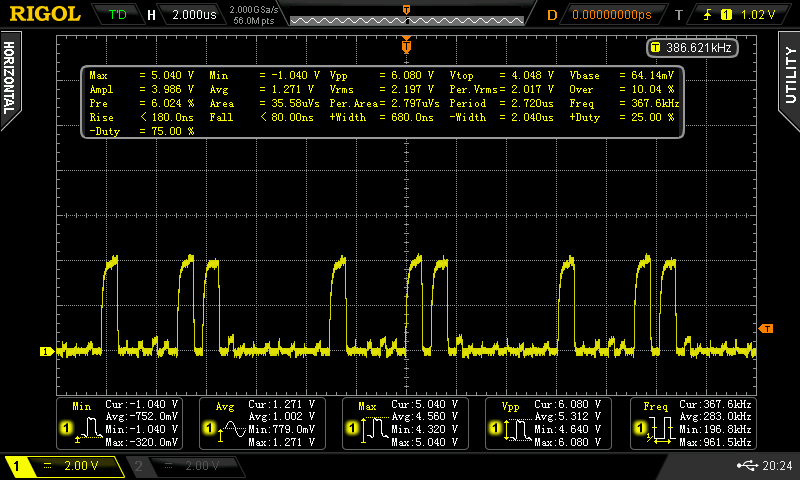 RIGOL T'D H 2.000us 2.000GSa/s 56.0M pts D 0.00000000ps T 1 1.02 V
HORIZONTAL
UTILITY
T
T 386.621kHz
Max = 5.040 V Min = -1.040 V Vpp = 6.080 V Vtop = 4.048 V Vbase = 64.14mV
Ampl = 3.986 V Avg = 1.271 V Vrms = 2.197 V Per.Vrms= 2.017 V Over = 10.04 %
Pre = 6.024 % Area = 35.58uVs Per.Area= 2.797uVs Period = 2.720us Freq = 367.6kHz
Rise < 180.0ns Fall < 80.00ns +Width = 680.0ns -Width = 2.040us +Duty = 25.00 %
-Duty = 75.00 %
T
1
Min Cur:-1.040 V
Avg:-752.0mV
1 Min:-1.040 V
Max:-320.0mV
Avg Cur:1.271 V
Avg:1.002 V
1 Min:779.0mV
Max:1.271 V
Max Cur:5.040 V
Avg:4.560 V
1 Min:4.320 V
Max:5.040 V
Vpp Cur:6.080 V
Avg:5.312 V
1 Min:4.640 V
Max:6.080 V
Freq Cur:367.6kHz
Avg:283.0kHz
1 Min:196.8kHz
Max:961.5kHz
1 = 2.00 V 2 = 2.00 V 20:24